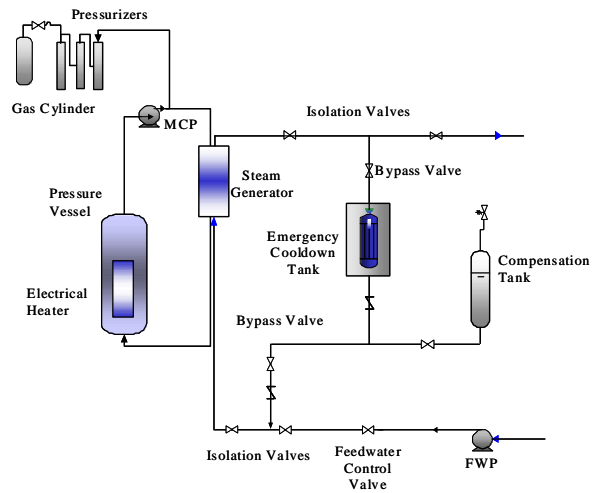 Pressurizers
Gas Cylinder
MCP
Isolation Valves
Steam
Generator
Bypass Valve
Pressure
Vessel
Emergency
Cooldown
Tank
Compensation
Tank
Electrical
Heater
Bypass Valve
Isolation Valves
Feedwater
Control
Valve
FWP